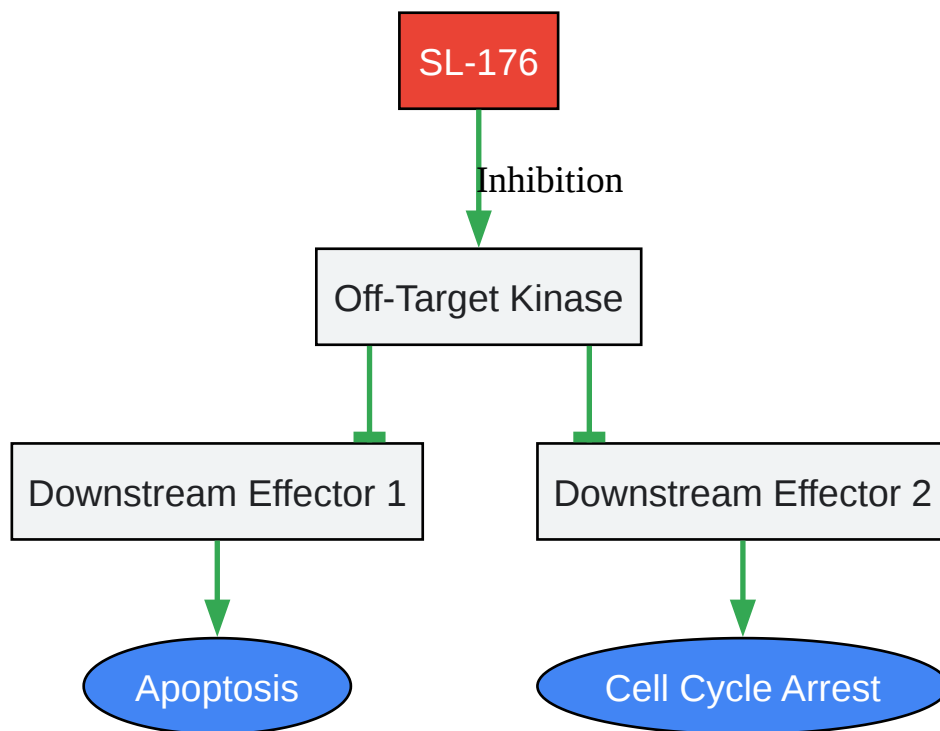 SL-176
Inhibition
Off-Target Kinase
Downstream Effector 1
Downstream Effector 2
Apoptosis
Cell Cycle Arrest